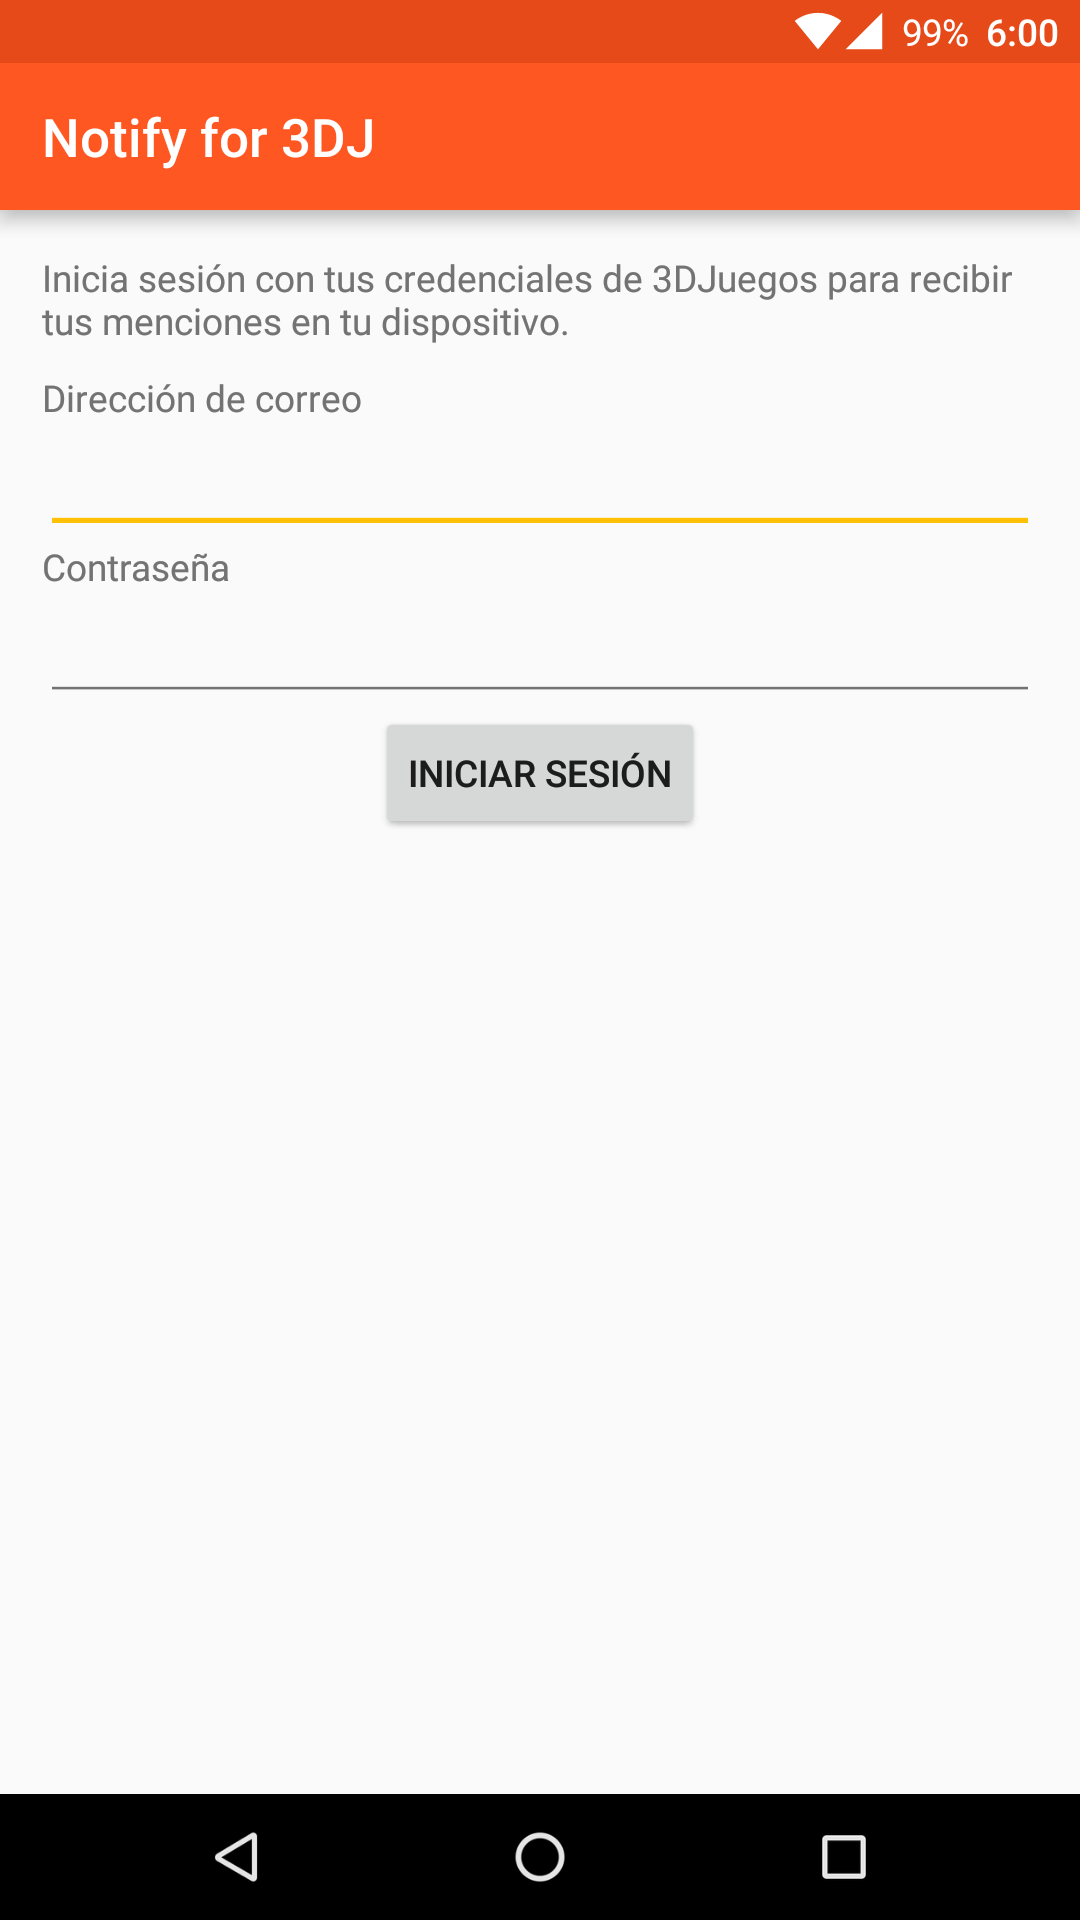 99% 6:00
Notify for 3DJ
Inicia sesión con tus credenciales de 3DJuegos para recibir
tus menciones en tu dispositivo.
Dirección de correo
Contraseña
INICIAR SESIÓN